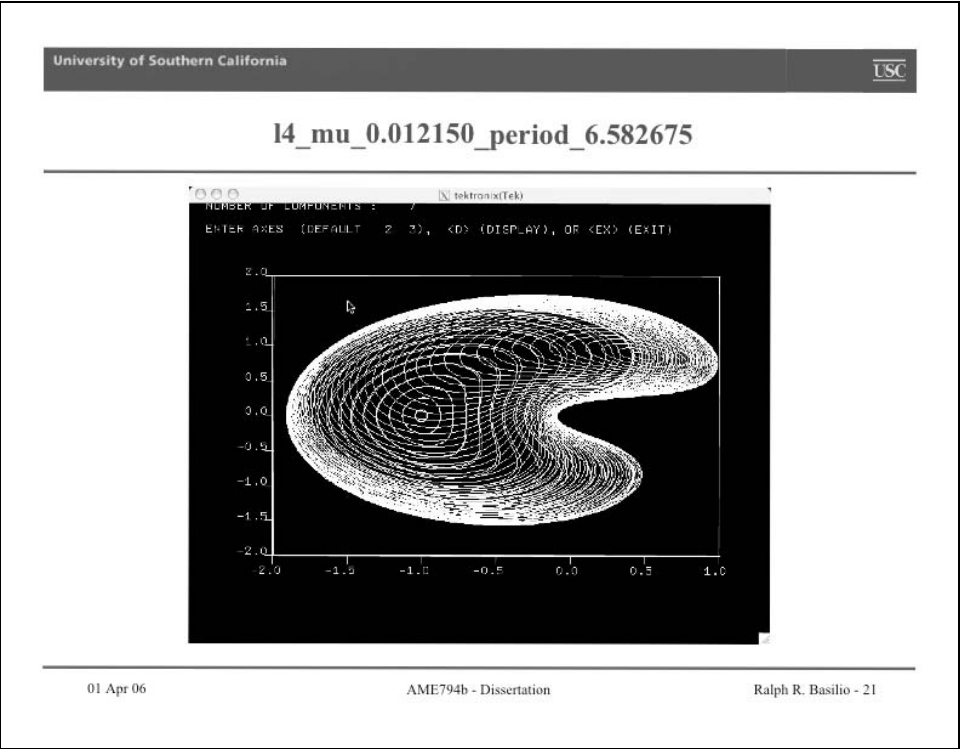 University of Southern California
USC
l4_mu_0.012150_period_6.582675
tektronix(Tek)
NUMBER OF COMPONENTS : 7
ENTER AXES (DEFAULT 2 3), <D> (DISPLAY), OR <EX> (EXIT)
2.0
1.5
1.0
0.5
0.0
-0.5
-1.0
-1.5
-2.0
-2.0 -1.5 -1.0 -0.5 0.0 0.5 1.0
01 Apr 06
AME794b - Dissertation
Ralph R. Basilio - 21